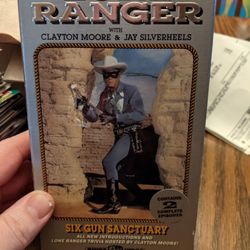 RANGER
WITH
CLAYTON MOORE & JAY SILVERHEELS
CONTAINS
2
COMPLETE
EPISODES
SIX GUN SANCTUARY
ALL NEW INTRODUCTIONS AND
LONE RANGER TRIVIA HOSTED BY CLAYTON MOORE!